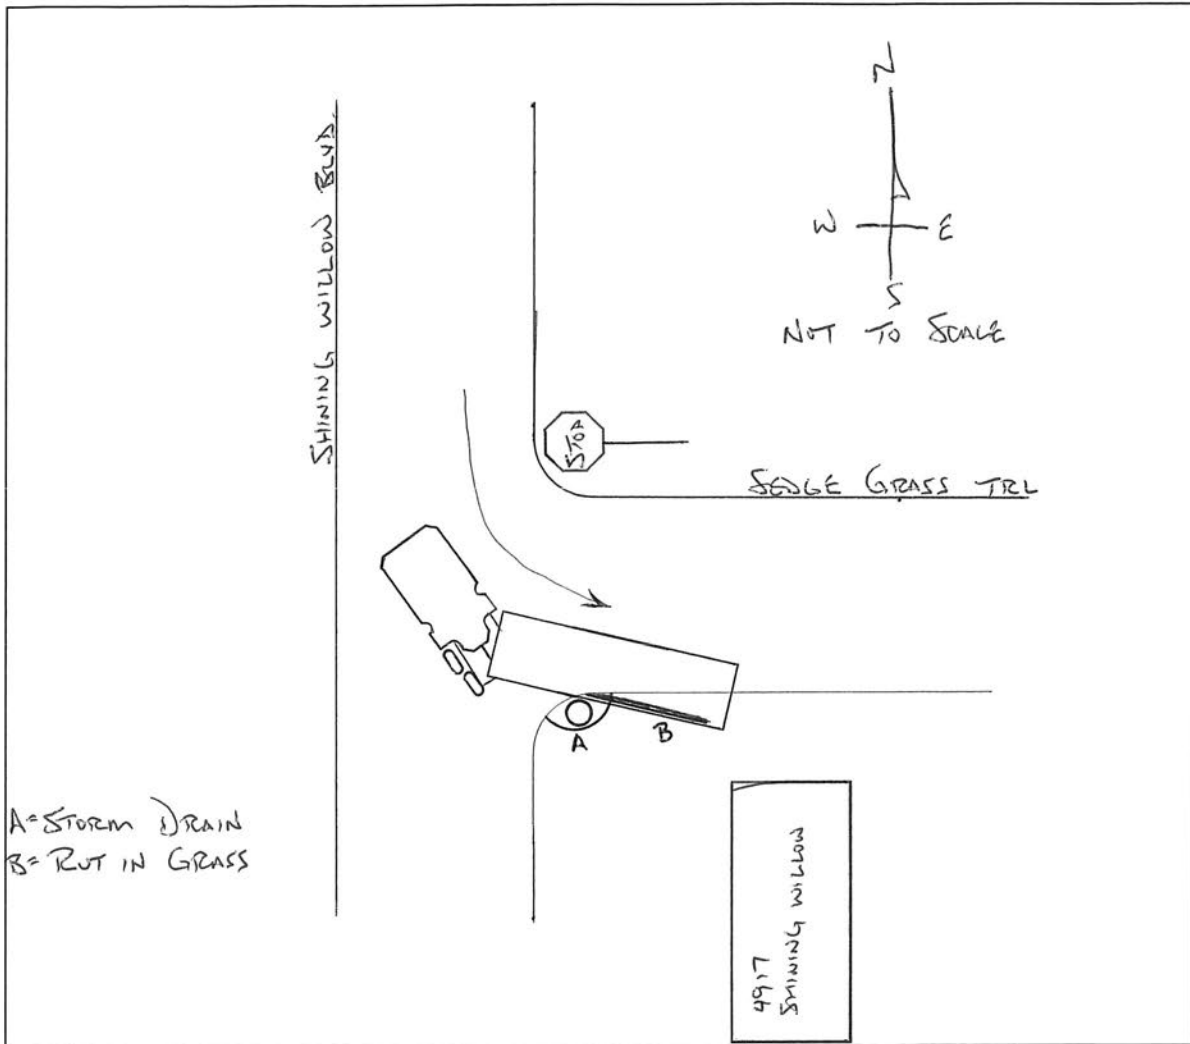 N
W
E
S
NOT TO SCALE
SHINING WILLOW BLVD.
STOP
SEDGE GRASS TRL
A
B
A= STORM DRAIN
B= RUT IN GRASS
4917
SHINING WILLOW